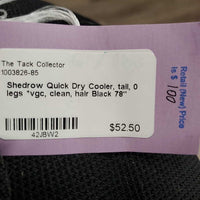 The Tack Collector
1003826-85
Shedrow Quick Dry Cooler, tail, 0
legs *vgc, clean, hair Black 78"
42JBW2
$52.50
Retail (New) Price
is $ 100